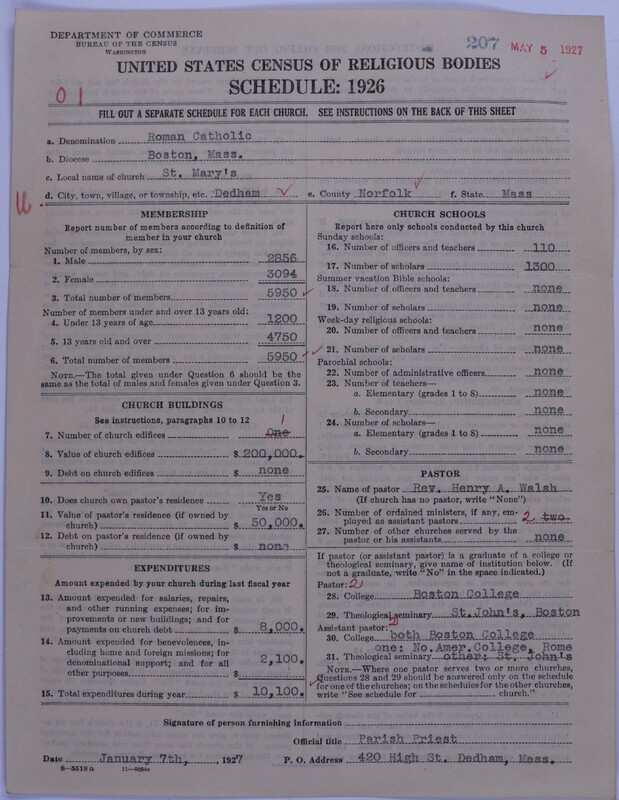 DEPARTMENT OF COMMERCE
BUREAU OF THE CENSUS
WASHINGTON
207 MAY 5 1927
UNITED STATES CENSUS OF RELIGIOUS BODIES
SCHEDULE: 1926
01
FILL OUT A SEPARATE SCHEDULE FOR EACH CHURCH. SEE INSTRUCTIONS ON THE BACK OF THIS SHEET
a. Denomination Roman Catholic
b. Diocese Boston, Mass.
c. Local name of church St. Mary's
d. City, town, village, or township, etc. Dedham e. County Norfolk f. State Mass
MEMBERSHIP
Report number of members according to definition of
member in your church
Number of members, by sex:
1. Male 2856
2. Female 3094
3. Total number of members 5950
Number of members under and over 13 years old:
4. Under 13 years of age 1200
5. 13 years old and over 4750
6. Total number of members 5950
NOTE.—The total given under Question 6 should be
same as the total of males and females given under Question 3.
CHURCH BUILDINGS
See instructions, paragraphs 10 to 12
7. Number of church edifices One 1
8. Value of church edifices $ 200,000.
9. Debt on church edifices $ none
10. Does church own pastor's residence Yes
Yes or No
11. Value of pastor's residence (if owned by
church) $ 50,000.
12. Debt on pastor's residence (if owned by
church) $ none
EXPENDITURES
Amount expended by your church during last fiscal year
13. Amount expended for salaries, repairs,
and other running expenses; for im-
provements or new buildings; and for
payments on church debt $ 8,000.
14. Amount expended for benevolences, in-
cluding home and foreign missions; for
denominational support; and for all
other purposes $ 2,100.
15. Total expenditures during year $ 10,100.
CHURCH SCHOOLS
Report here only schools conducted by this church
Sunday schools:
16. Number of officers and teachers 110
17. Number of scholars 1300
Summer vacation Bible schools:
18. Number of officers and teachers none
19. Number of scholars none
Week-day religious schools:
20. Number of officers and teachers none
21. Number of scholars none
Parochial schools:
22. Number of administrative officers none
23. Number of teachers—
a. Elementary (grades 1 to 8) none
b. Secondary none
24. Number of scholars—
a. Elementary (grades 1 to 8) none
b. Secondary none
PASTOR
25. Name of pastor Rev. Henry A. Walsh
(If church has no pastor, write "None")
26. Number of ordained ministers, if any, em-
ployed as assistant pastors 2 two
27. Number of other churches served by the
pastor or his assistants none
If pastor (or assistant pastor) is a graduate of a college or
theological seminary, give name of institution below. (If
not a graduate, write "No" in the space indicated.)
Pastor: 2
28. College Boston College
29. Theological seminary St.John's, Boston
Assistant pastor: 2
30. College both Boston College
one: No.Amer.College, Rome
31. Theological seminary other: St. John's
NOTE.—Where one pastor serves two or more churches,
Questions 28 and 29 should be answered only on the schedule
for one of the churches; on the schedules for the other churches,
write "See schedule for church."
Signature of person furnishing information
Official title Parish Priest
Date January 7th, 1927 P. O. Address 420 High St. Dedham, Mass.